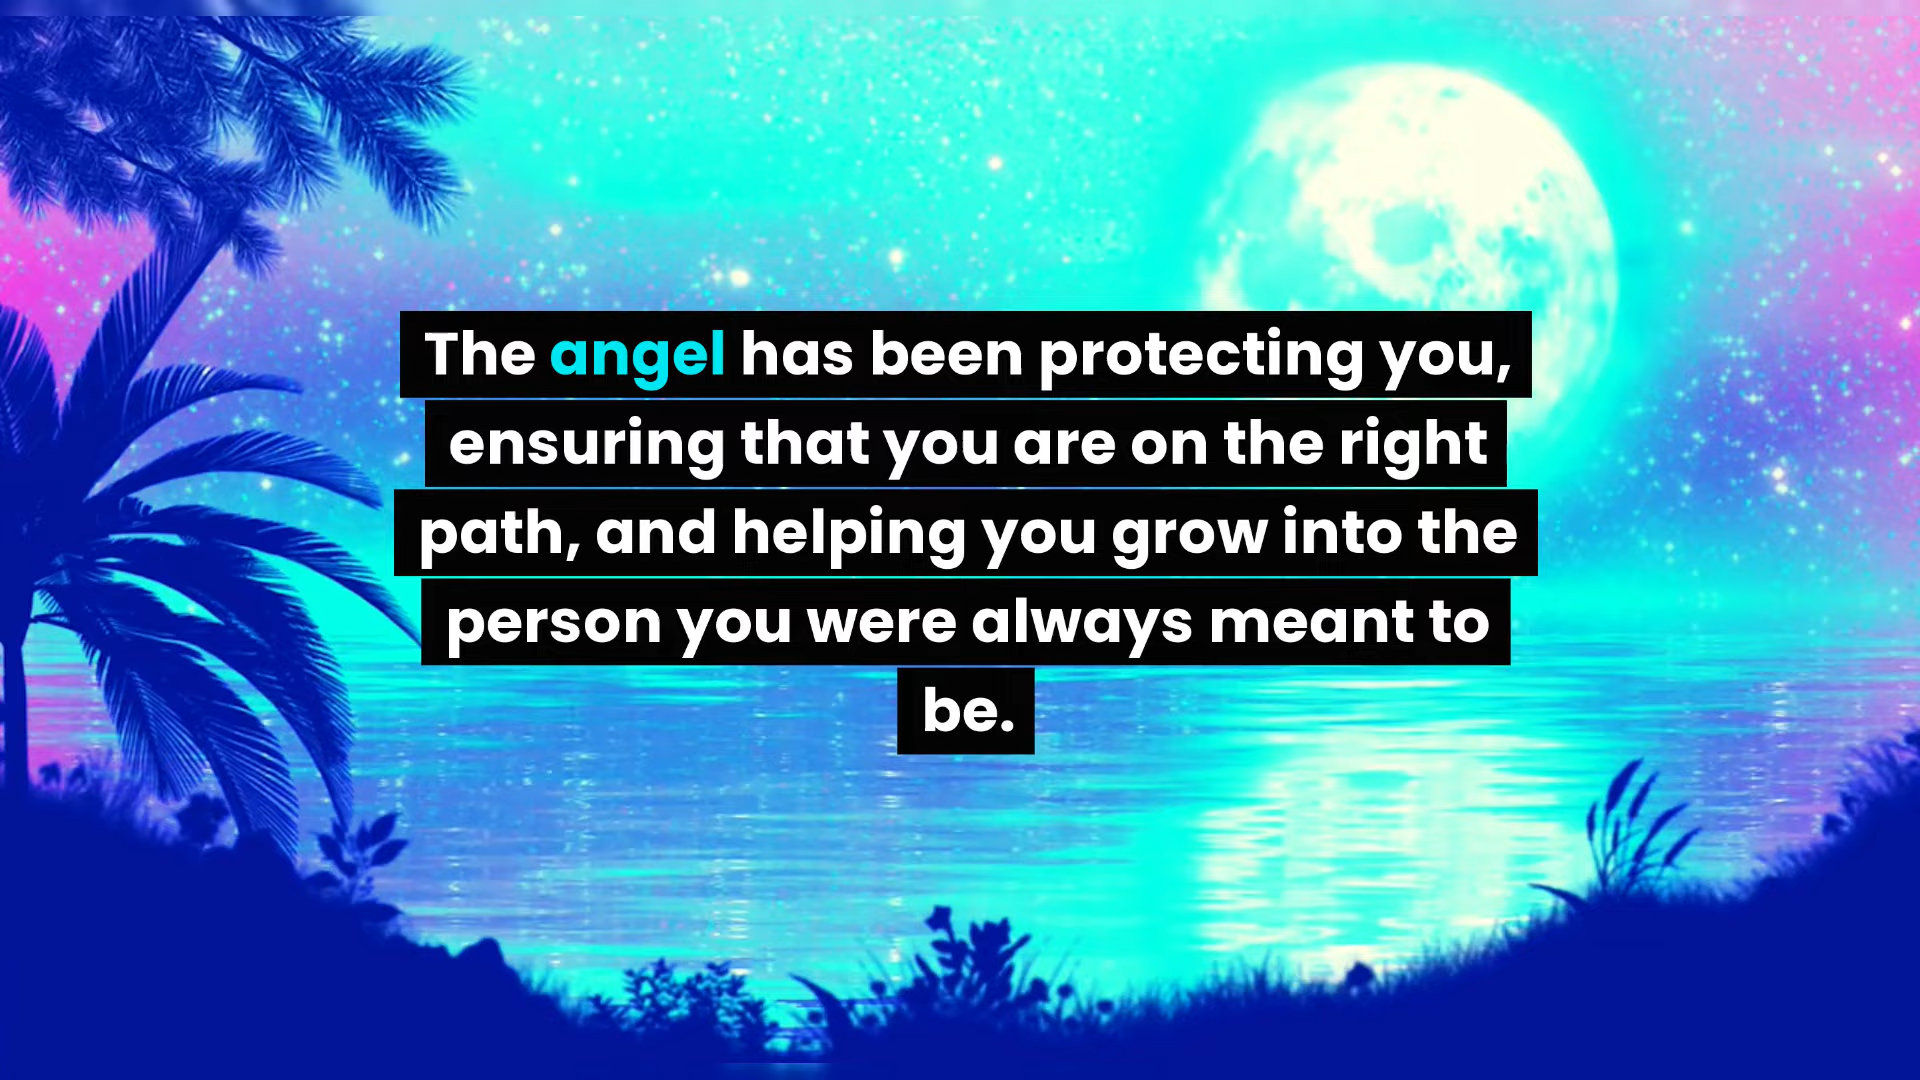 The angel has been protecting you,
ensuring that you are on the right
path, and helping you grow into the
person you were always meant to
be.